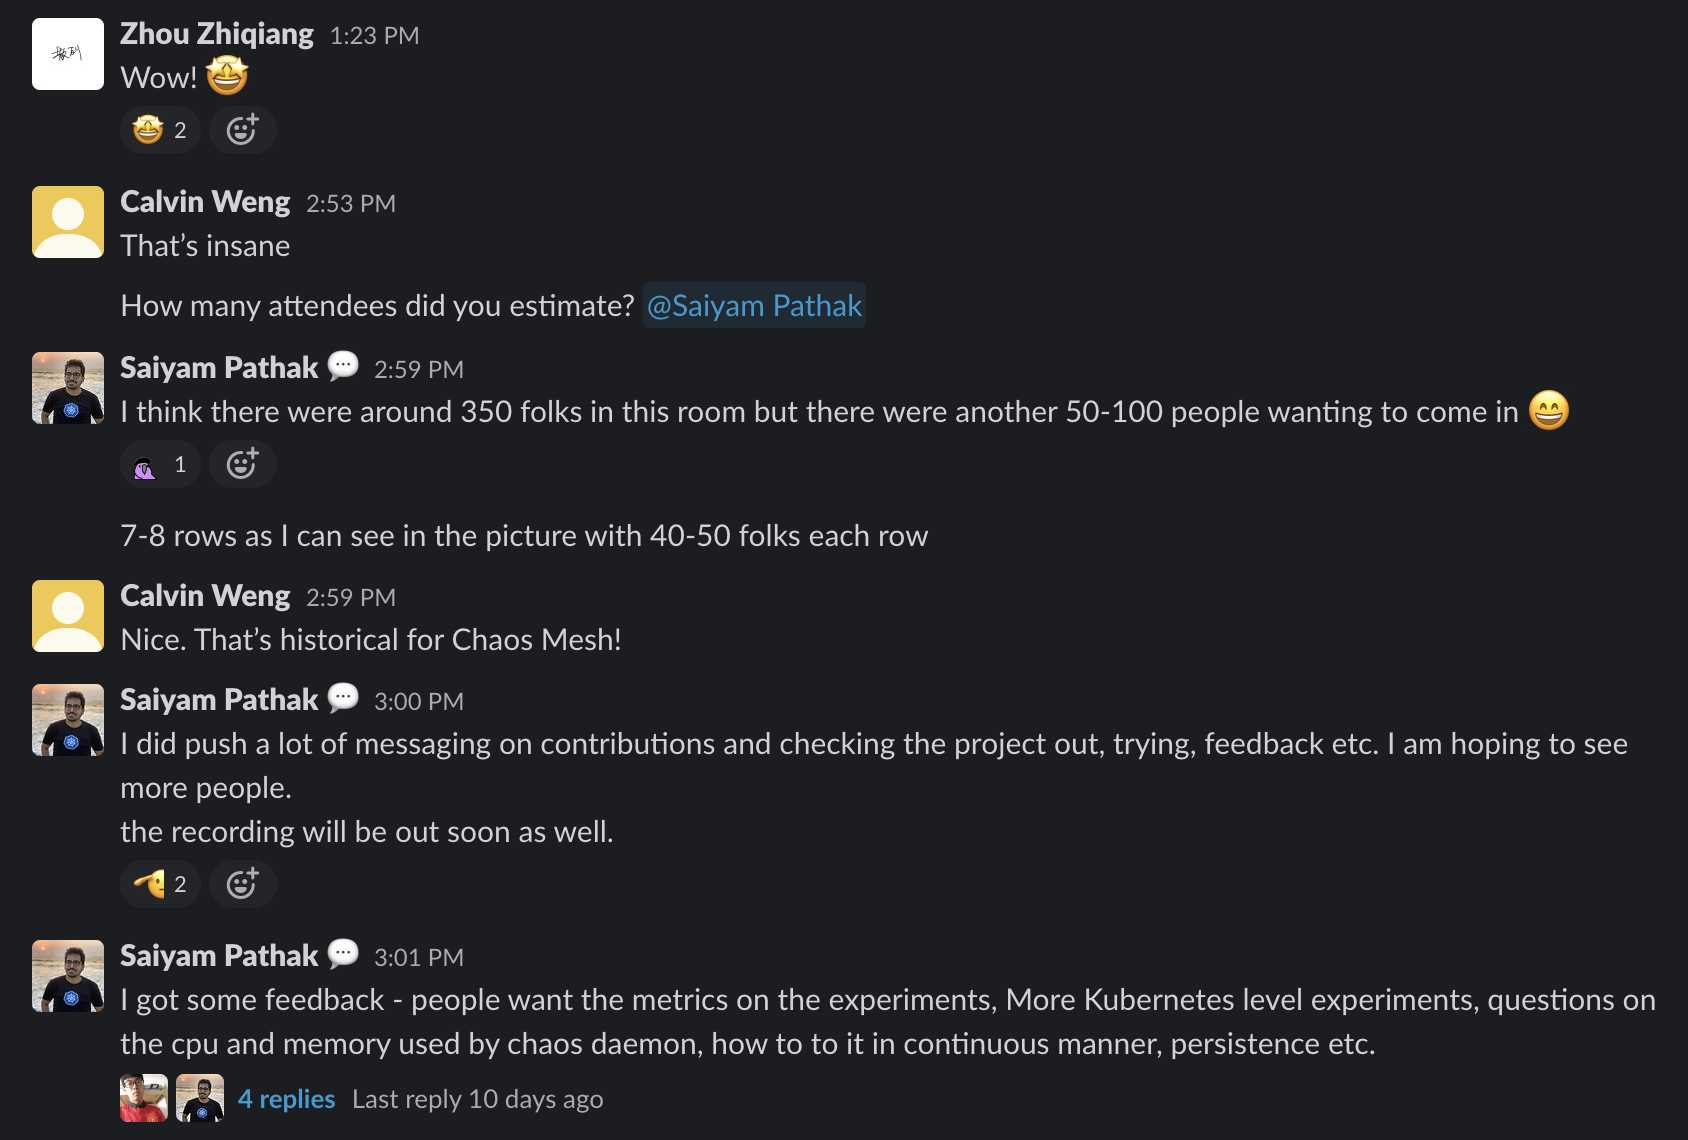 Zhou Zhiqiang 1:23 PM
Wow! 🤩
🤩 2
Calvin Weng 2:53 PM
That’s insane
How many attendees did you estimate? @Saiyam Pathak
Saiyam Pathak 💬 2:59 PM
I think there were around 350 folks in this room but there were another 50-100 people wanting to come in 😄
1
7-8 rows as I can see in the picture with 40-50 folks each row
Calvin Weng 2:59 PM
Nice. That’s historical for Chaos Mesh!
Saiyam Pathak 💬 3:00 PM
I did push a lot of messaging on contributions and checking the project out, trying, feedback etc. I am hoping to see
more people.
the recording will be out soon as well.
2
Saiyam Pathak 💬 3:01 PM
I got some feedback - people want the metrics on the experiments, More Kubernetes level experiments, questions on
the cpu and memory used by chaos daemon, how to to it in continuous manner, persistence etc.
4 replies Last reply 10 days ago